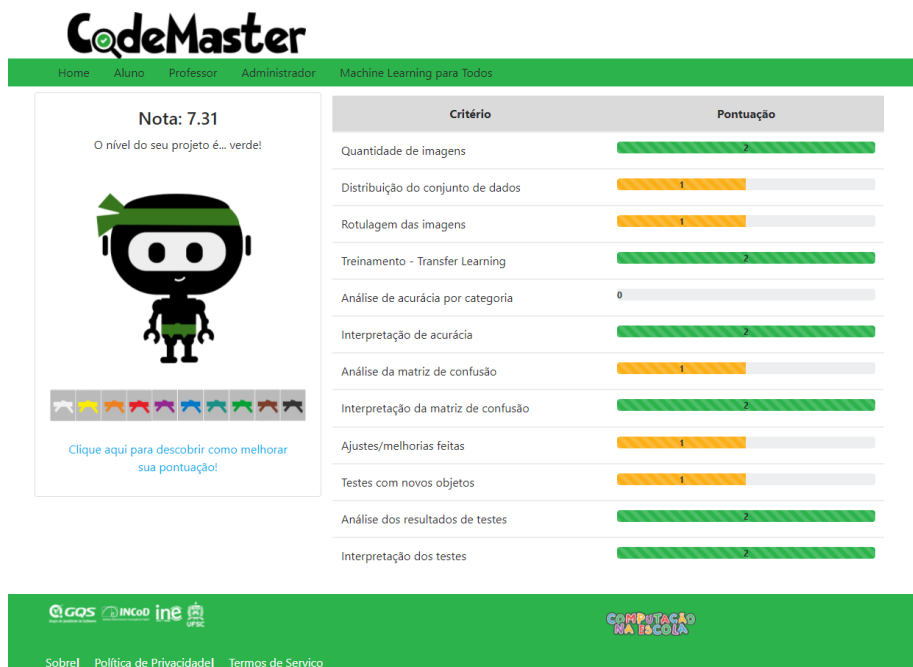 CodeMaster
Home Aluno Professor Administrador Machine Learning para Todos
Nota: 7.31
O nível do seu projeto é... verde!
Clique aqui para descobrir como melhorar
sua pontuação!
Critério Pontuação
Quantidade de imagens 2
Distribuição do conjunto de dados 1
Rotulagem das imagens 1
Treinamento - Transfer Learning 2
Análise de acurácia por categoria 0
Interpretação de acurácia 2
Análise da matriz de confusão 1
Interpretação da matriz de confusão 2
Ajustes/melhorias feitas 1
Testes com novos objetos 1
Análise dos resultados de testes 2
Interpretação dos testes 2
GQS INCoD ine UFSC
COMPUTAÇÃO
NA ESCOLA
Sobre| Política de Privacidade| Termos de Serviço